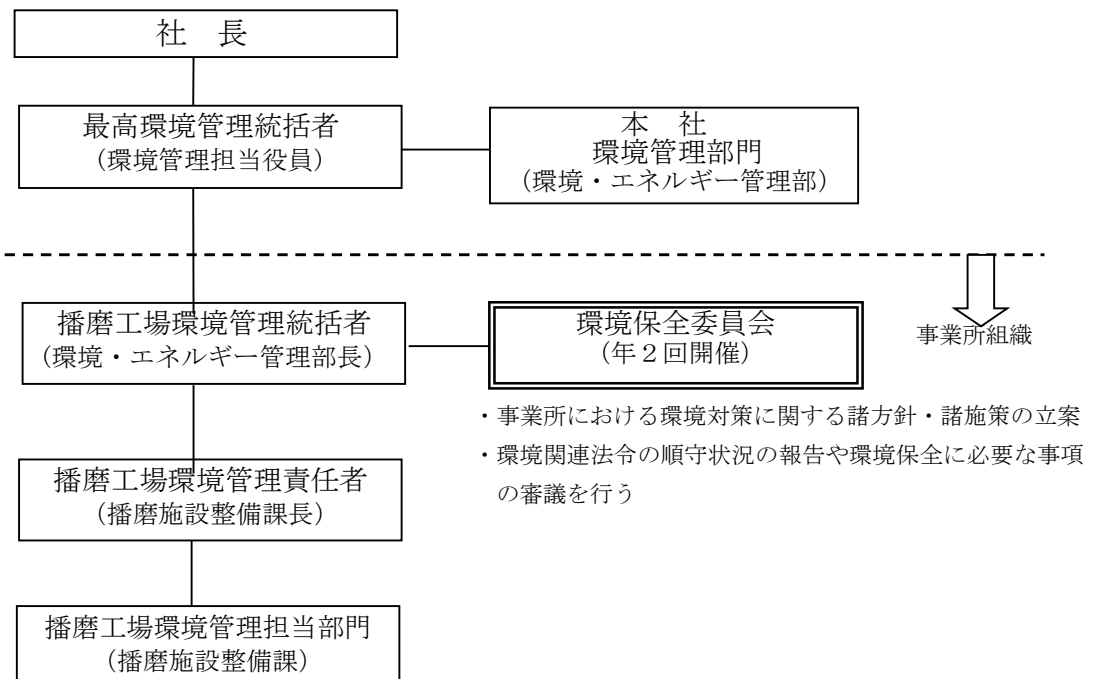 社 長
最高環境管理統括者
（環境管理担当役員）
本 社
環境管理部門
（環境・エネルギー管理部）
播磨工場環境管理統括者
（環境・エネルギー管理部長）
環境保全委員会
（年２回開催）
事業所組織
・事業所における環境対策に関する諸方針・諸施策の立案
・環境関連法令の順守状況の報告や環境保全に必要な事項
の審議を行う
播磨工場環境管理責任者
（播磨施設整備課長）
播磨工場環境管理担当部門
（播磨施設整備課）